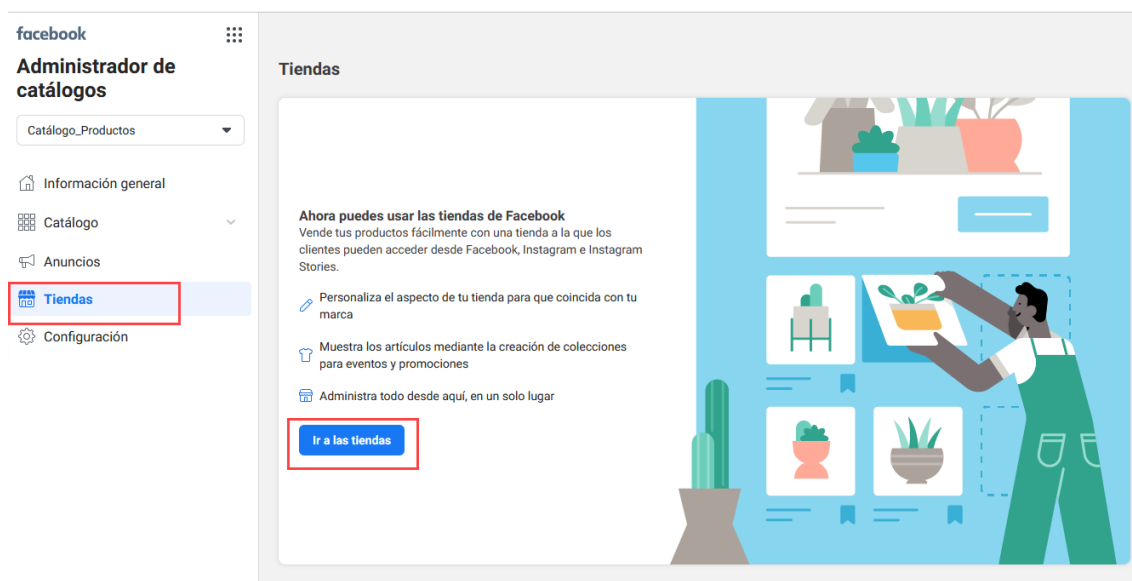 facebook
Administrador de
catálogos
Catálogo_Productos
Información general
Catálogo
Anuncios
Tiendas
Configuración
Tiendas
Ahora puedes usar las tiendas de Facebook
Vende tus productos fácilmente con una tienda a la que los
clientes pueden acceder desde Facebook, Instagram e Instagram
Stories.
Personaliza el aspecto de tu tienda para que coincida con tu
marca
Muestra los artículos mediante la creación de colecciones
para eventos y promociones
Administra todo desde aquí, en un solo lugar
Ir a las tiendas